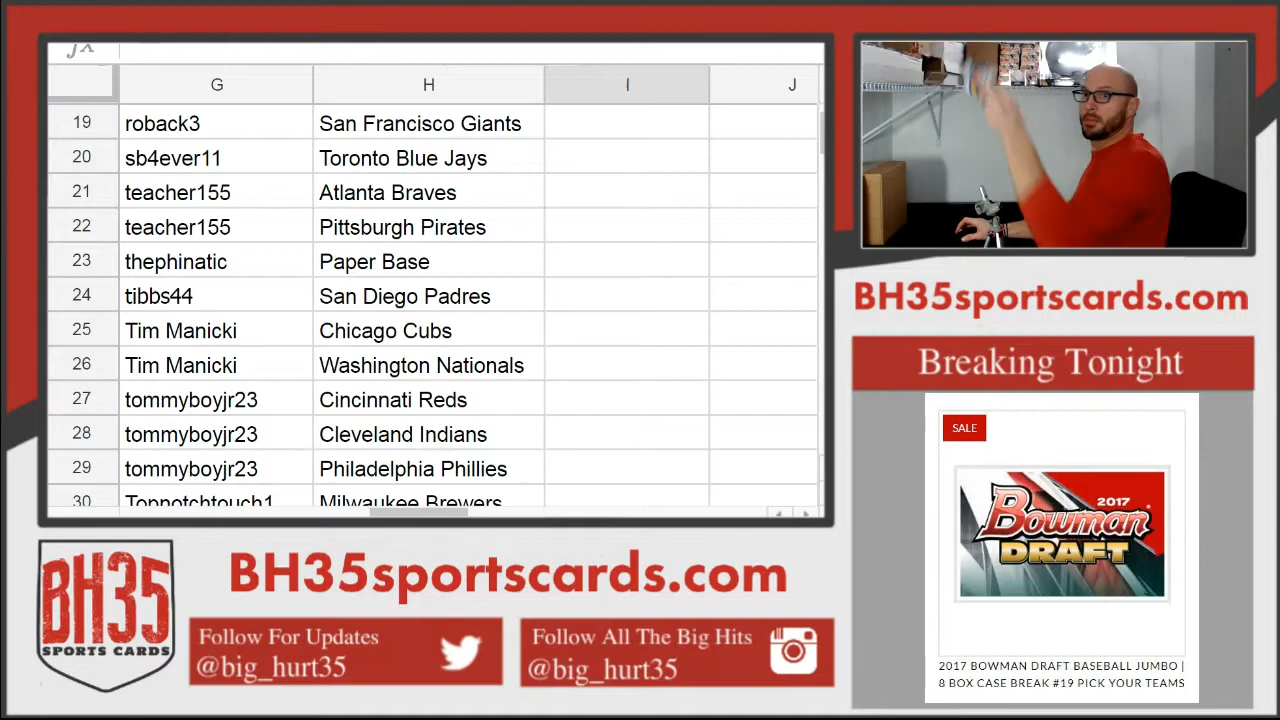 fx
G H I J
19 roback3 San Francisco Giants
20 sb4ever11 Toronto Blue Jays
21 teacher155 Atlanta Braves
22 teacher155 Pittsburgh Pirates
23 thephinatic Paper Base
24 tibbs44 San Diego Padres
25 Tim Manicki Chicago Cubs
26 Tim Manicki Washington Nationals
27 tommyboyjr23 Cincinnati Reds
28 tommyboyjr23 Cleveland Indians
29 tommyboyjr23 Philadelphia Phillies
30 Topnotchtouch1 Milwaukee Brewers
BH35sportscards.com
Breaking Tonight
SALE
2017
Bowman
DRAFT
2017 BOWMAN DRAFT BASEBALL JUMBO |
8 BOX CASE BREAK #19 PICK YOUR TEAMS
BH35
SPORTS CARDS
BH35sportscards.com
Follow For Updates
@big_hurt35
Follow All The Big Hits
@big_hurt35